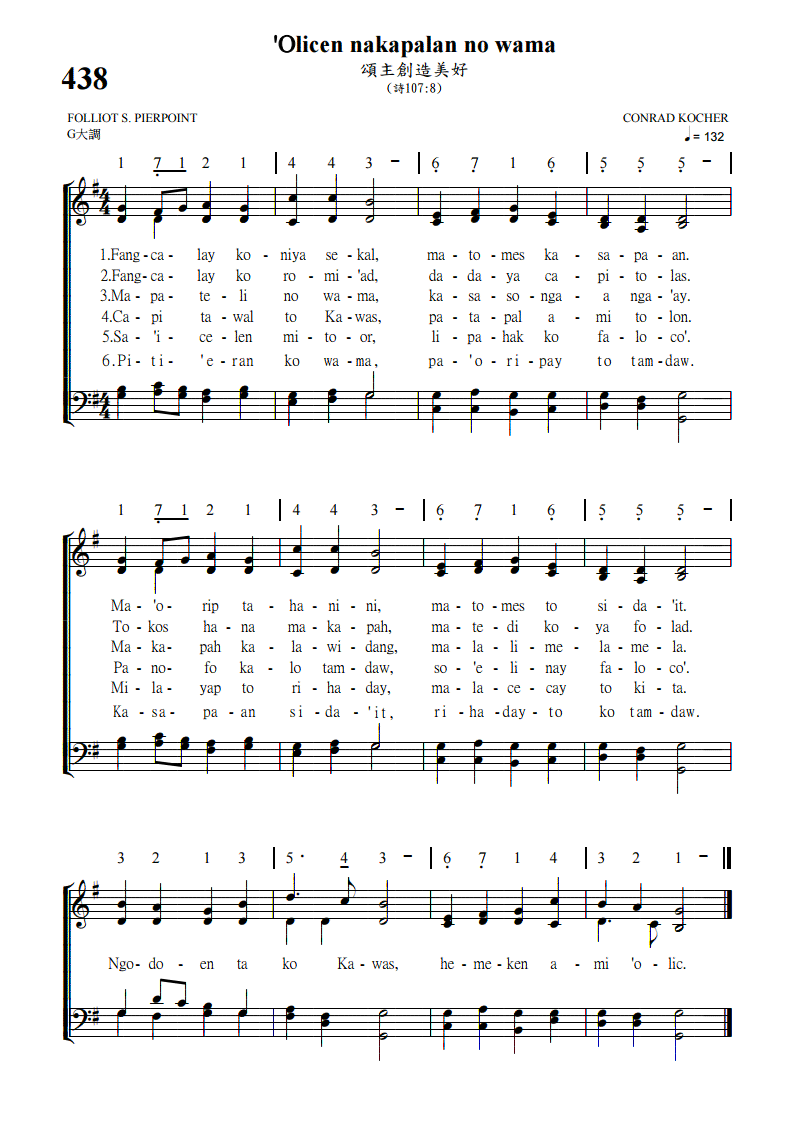 'Olicen nakapalan no wama
438
頌主創造美好
(詩107:8)
FOLLIOT S. PIERPOINT
CONRAD KOCHER
G大調
♩ = 132
1 7̣ 1 2 1 | 4 4 3 – | 6̣ 7̣ 1 6̣ | 5̣ 5̣ 5̣ – |
1.Fang-ca-lay ko-niya se-kal, ma-to-mes ka-sa-pa-an.
2.Fang-ca-lay ko ro-mi-'ad, da-da-ya ca-pi-to-las.
3.Ma-pa-te-li no wa-ma, ka-sa-so-nga-a nga-'ay.
4.Ca-pi ta-wal to Ka-was, pa-ta-pal a-mi to-lon.
5.Sa-'i-ce-len mi-to-or, li-pa-hak ko fa-lo-co'.
6.Pi-ti-'e-ran ko wa-ma, pa-'o-ri-pay to tam-daw.
1 7̣ 1 2 1 | 4 4 3 – | 6̣ 7̣ 1 6̣ | 5̣ 5̣ 5̣ – |
Ma-'o-rip ta-ha-ni-ni, ma-to-mes to si-da-'it.
To-kos ha-na ma-ka-pah, ma-te-di ko-ya fo-lad.
Ma-ka-pah ka-la-wi-dang, ma-la-li-me-la-me-la.
Pa-no-fo ka-lo tam-daw, so-'e-li-nay fa-lo-co'.
Mi-la-yap to ri-ha-day, ma-la-ce-cay to ki-ta.
Ka-sa-pa-an si-da-'it, ri-ha-day-to ko tam-daw.
3 2 1 3 | 5· 4 3 – | 6̣ 7̣ 1 4 | 3 2 1 – ‖
Ngo-do-en ta ko Ka-was, he-me-ken a-mi 'o-lic.